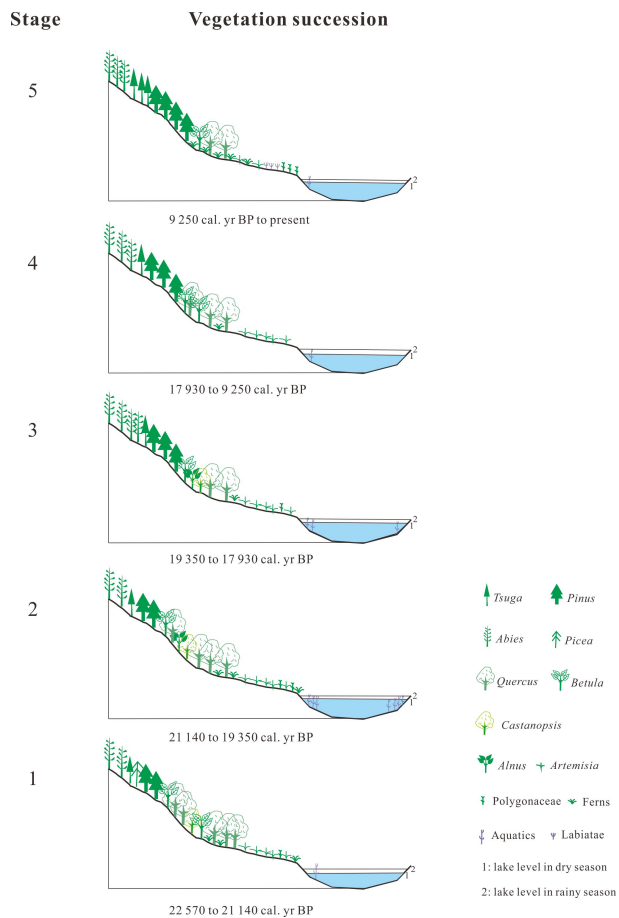 Stage Vegetation succession
5
2
1
9 250 cal. yr BP to present
4
2
1
17 930 to 9 250 cal. yr BP
3
2
1
19 350 to 17 930 cal. yr BP
2
2
1
21 140 to 19 350 cal. yr BP
1
2
1
22 570 to 21 140 cal. yr BP
Tsuga Pinus
Abies Picea
Quercus Betula
Castanopsis
Alnus Artemisia
Polygonaceae Ferns
Aquatics Labiatae
1: lake level in dry season
2: lake level in rainy season